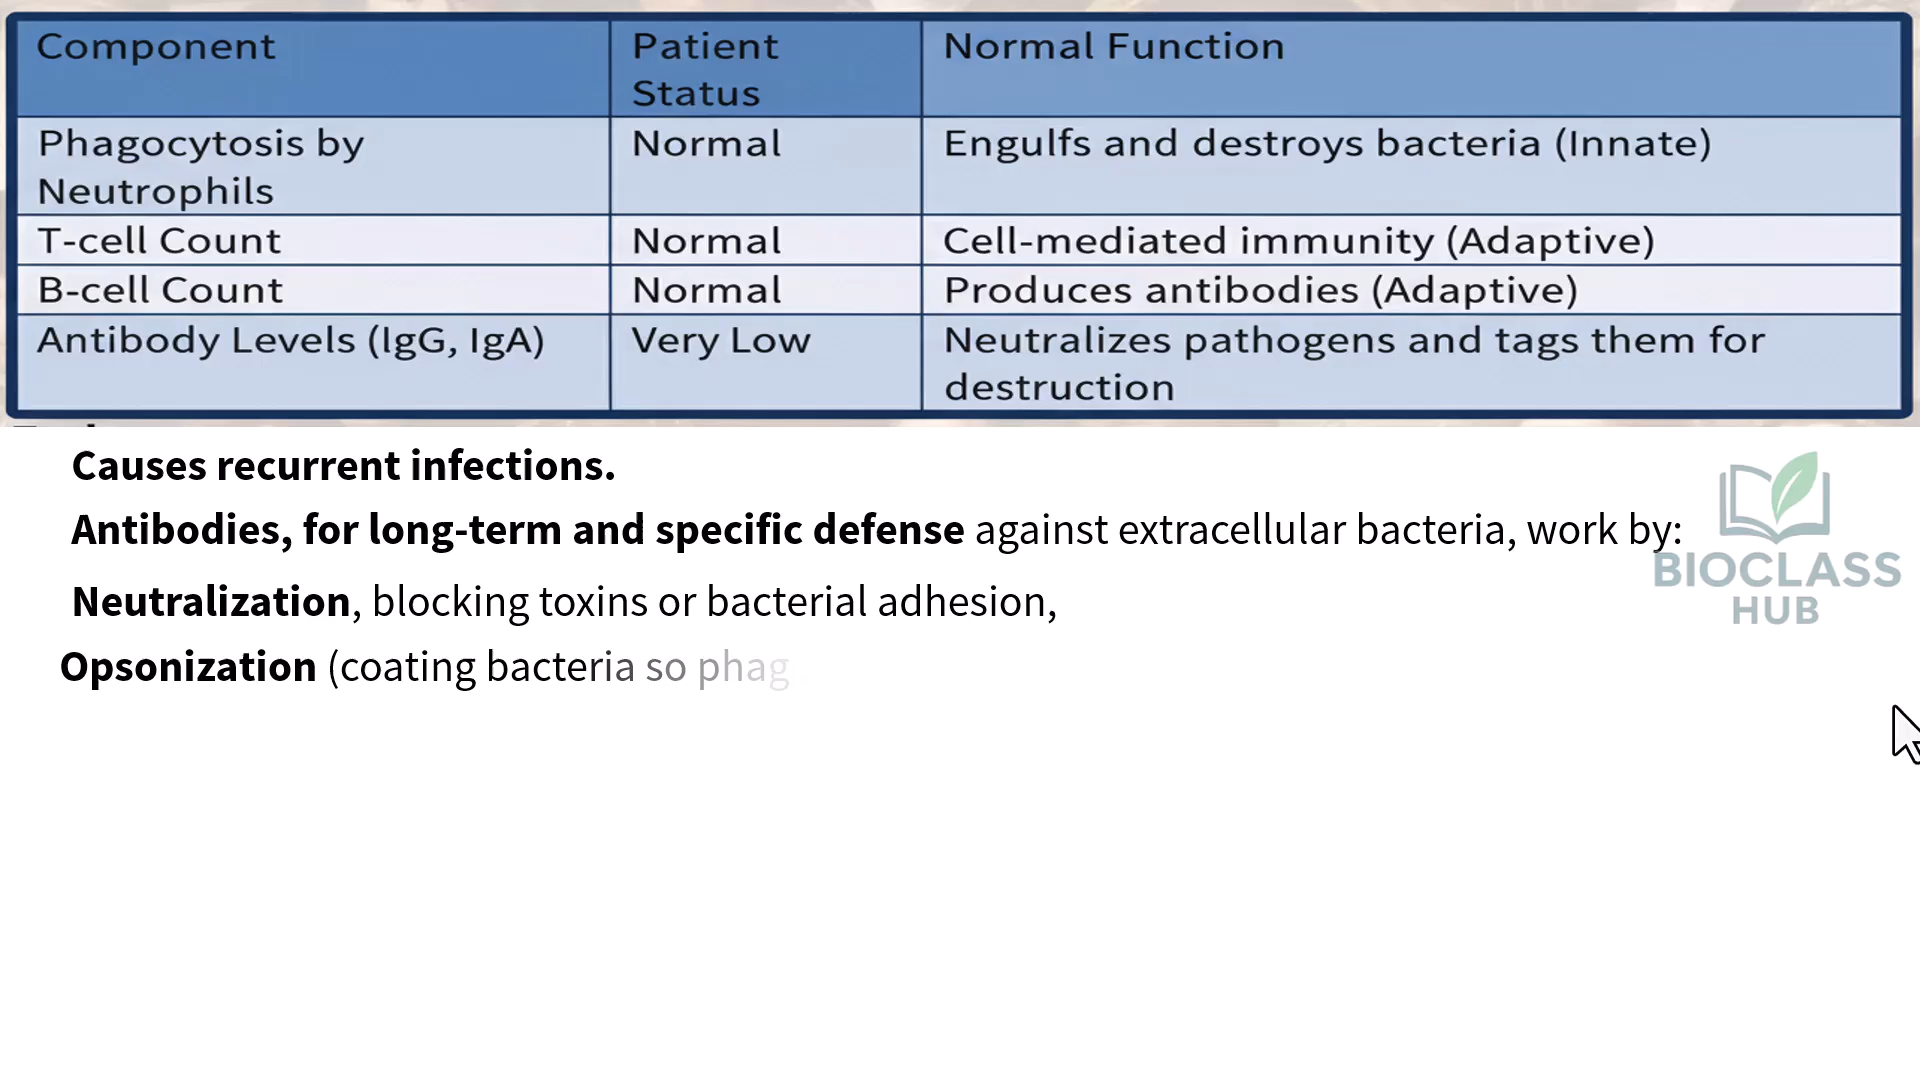 Component Patient Status Normal Function
Phagocytosis by Neutrophils Normal Engulfs and destroys bacteria (Innate)
T-cell Count Normal Cell-mediated immunity (Adaptive)
B-cell Count Normal Produces antibodies (Adaptive)
Antibody Levels (IgG, IgA) Very Low Neutralizes pathogens and tags them for destruction
Causes recurrent infections.
Antibodies, for long-term and specific defense against extracellular bacteria, work by:
Neutralization, blocking toxins or bacterial adhesion,
Opsonization (coating bacteria so phag
BIOCLASS
HUB